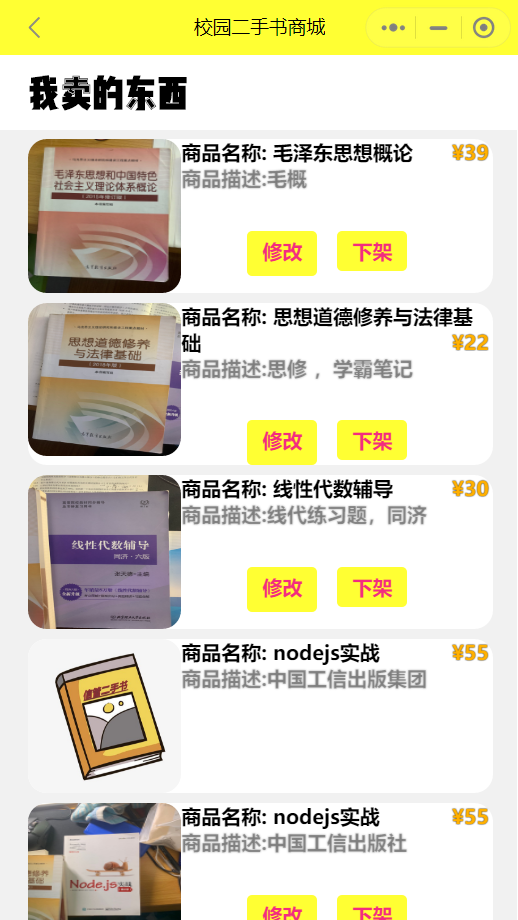 校园二手书商城
我卖的东西
毛泽东思想和中国特色
社会主义理论体系概论
商品名称: 毛泽东思想概论
¥39
商品描述:毛概
修改 下架
思想道德修养
与法律基础
商品名称: 思想道德修养与法律基
础
¥22
商品描述:思修 ，学霸笔记
修改 下架
线性代数辅导
同济·六版
商品名称: 线性代数辅导
¥30
商品描述:线代练习题，同济
修改 下架
信管二手书
商品名称: nodejs实战
¥55
商品描述:中国工信出版集团
Node.js实战
商品名称: nodejs实战
¥55
商品描述:中国工信出版社
修改 下架